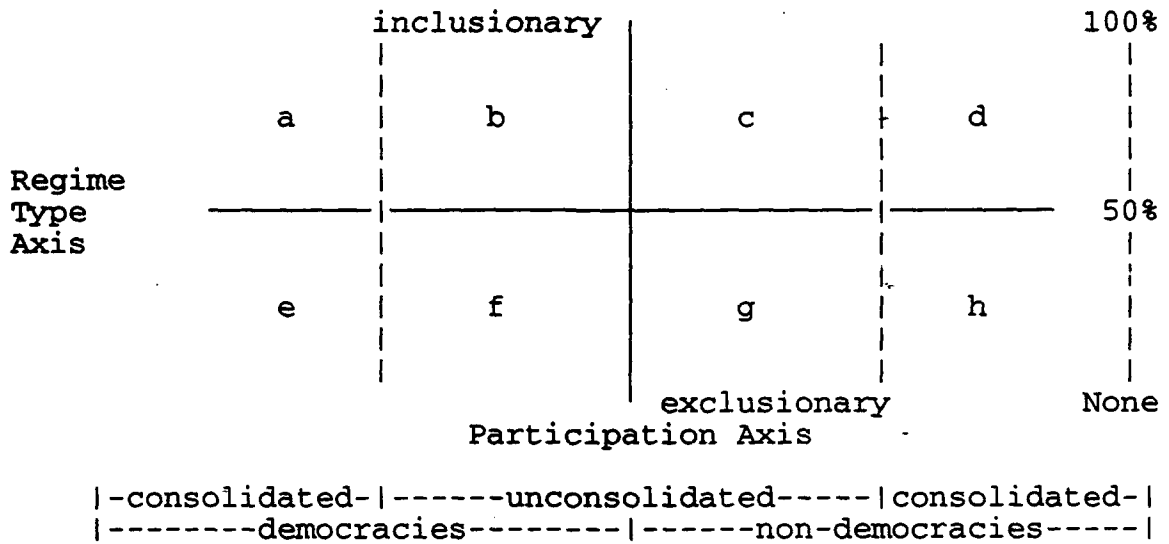 inclusionary 100%
a b c d
Regime
Type
Axis 50%
e f g h
exclusionary None
Participation Axis
|-consolidated-|------unconsolidated-----|consolidated-|
|--------democracies--------|------non-democracies-----|